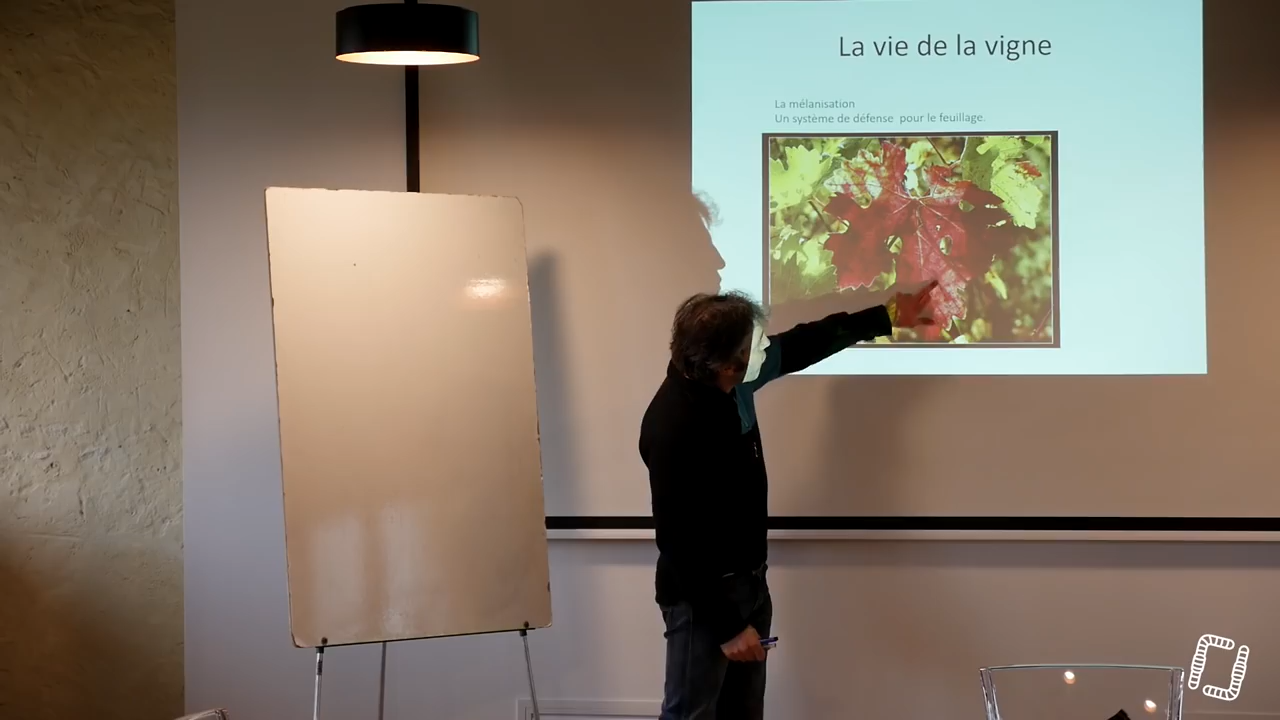 La vie de la vigne
La mélanisation
Un système de défense pour le feuillage.